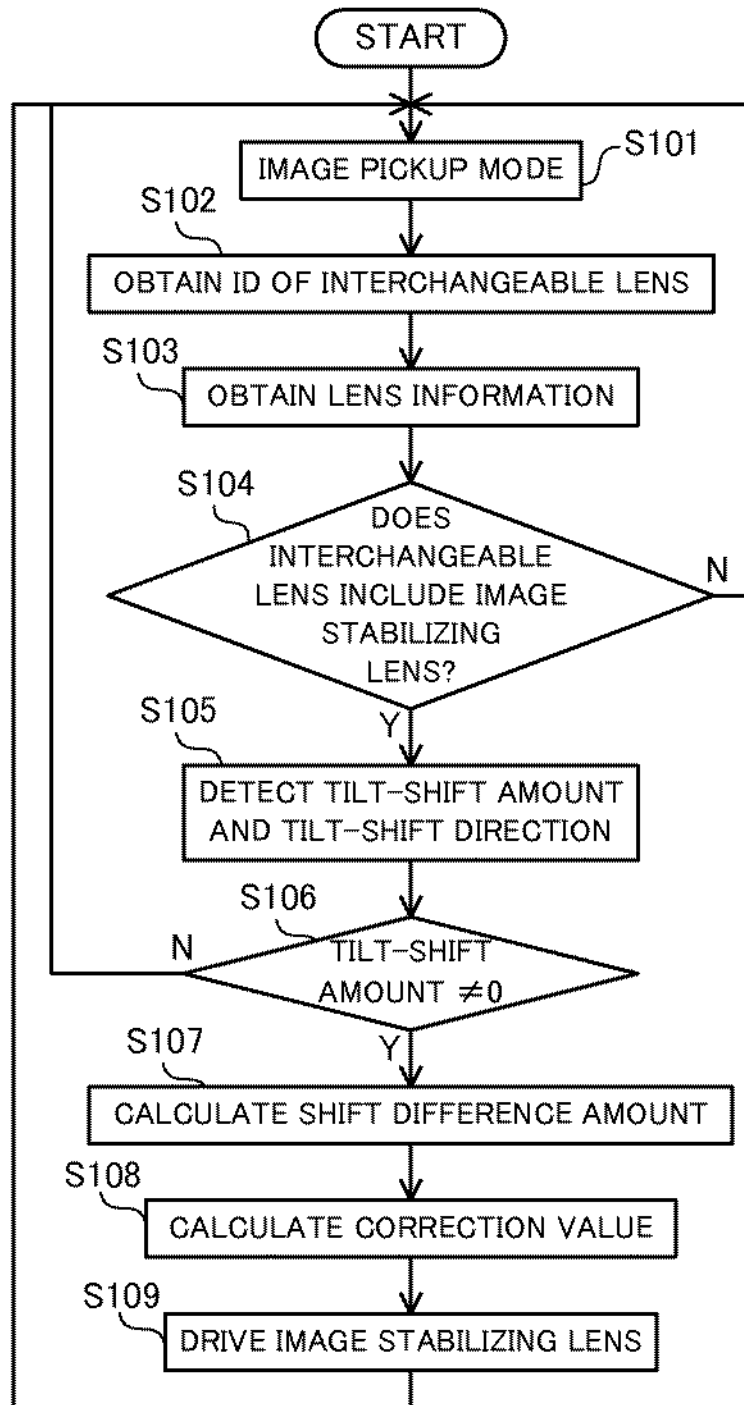 START
S101
IMAGE PICKUP MODE
S102
OBTAIN ID OF INTERCHANGEABLE LENS
S103
OBTAIN LENS INFORMATION
S104
DOES
INTERCHANGEABLE
LENS INCLUDE IMAGE
STABILIZING
LENS?
N
Y
S105
DETECT TILT-SHIFT AMOUNT
AND TILT-SHIFT DIRECTION
S106
N
TILT-SHIFT
AMOUNT ≠0
Y
S107
CALCULATE SHIFT DIFFERENCE AMOUNT
S108
CALCULATE CORRECTION VALUE
S109
DRIVE IMAGE STABILIZING LENS